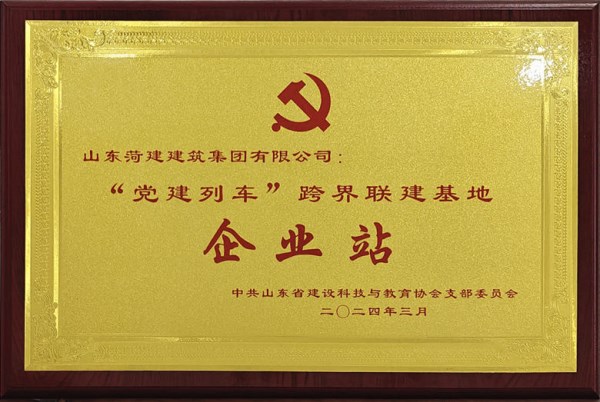 山东菏建建筑集团有限公司：
“党建列车”跨界联建基地
企业站
中共山东省建设科技与教育协会支部委员会
二〇二四年三月